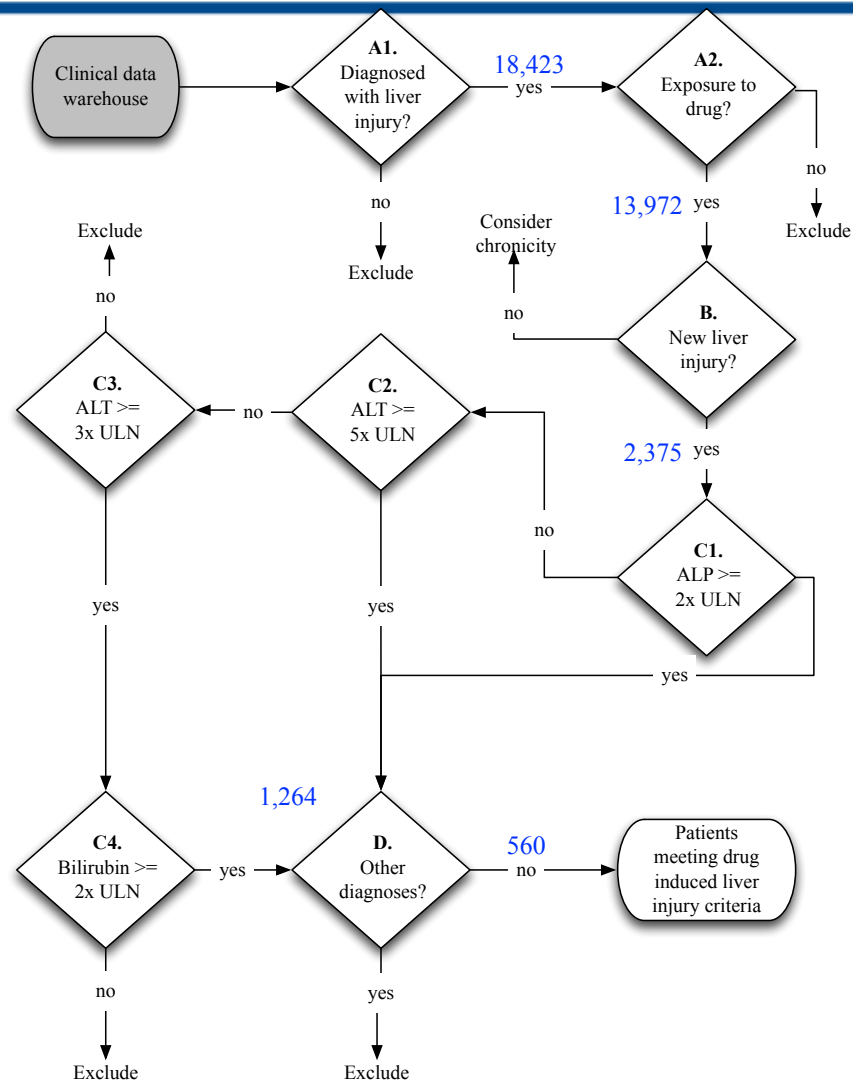 Clinical data
warehouse
A1.
Diagnosed
with liver
injury?
18,423
yes
A2.
Exposure to
drug?
no
Exclude
no
Exclude
13,972 yes
Consider
chronicity
no
B.
New liver
injury?
Exclude
no
C3.
ALT >=
3x ULN
no
C2.
ALT >=
5x ULN
2,375 yes
no
C1.
ALP >=
2x ULN
yes
yes
yes
1,264
C4.
Bilirubin >=
2x ULN
yes
D.
Other
diagnoses?
560
no
Patients
meeting drug
induced liver
injury criteria
no
Exclude
yes
Exclude